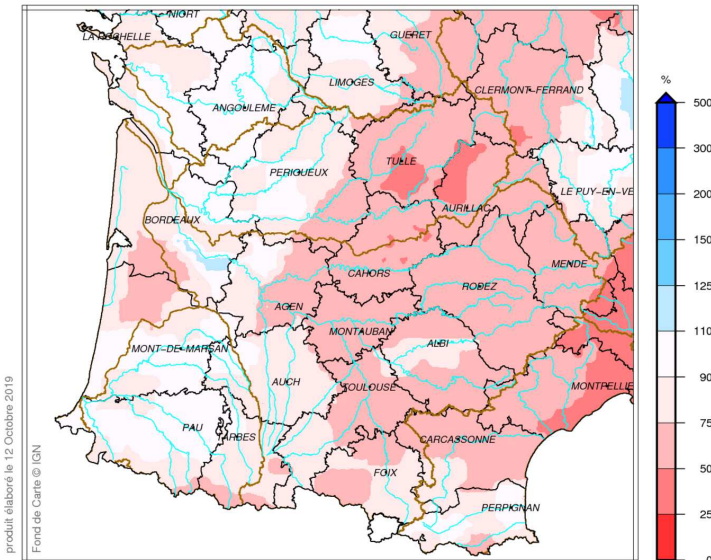 NIORT
LA ROCHELLE
GUERET
LIMOGES
CLERMONT-FERRAND
ANGOULEME
PERIGUEUX
TULLE
LE PUY-EN-VE
AURILLAC
BORDEAUX
CAHORS
MENDE
RODEZ
AGEN
MONTAUBAN
ALBI
MONT-DE-MARSAN
AUCH
TOULOUSE
MONTPELLIE
PAU
TARBES
CARCASSONNE
FOIX
PERPIGNAN
%
500
300
200
150
125
110
90
75
50
25
0
produit élaboré le 12 Octobre 2019
Fond de Carte © IGN